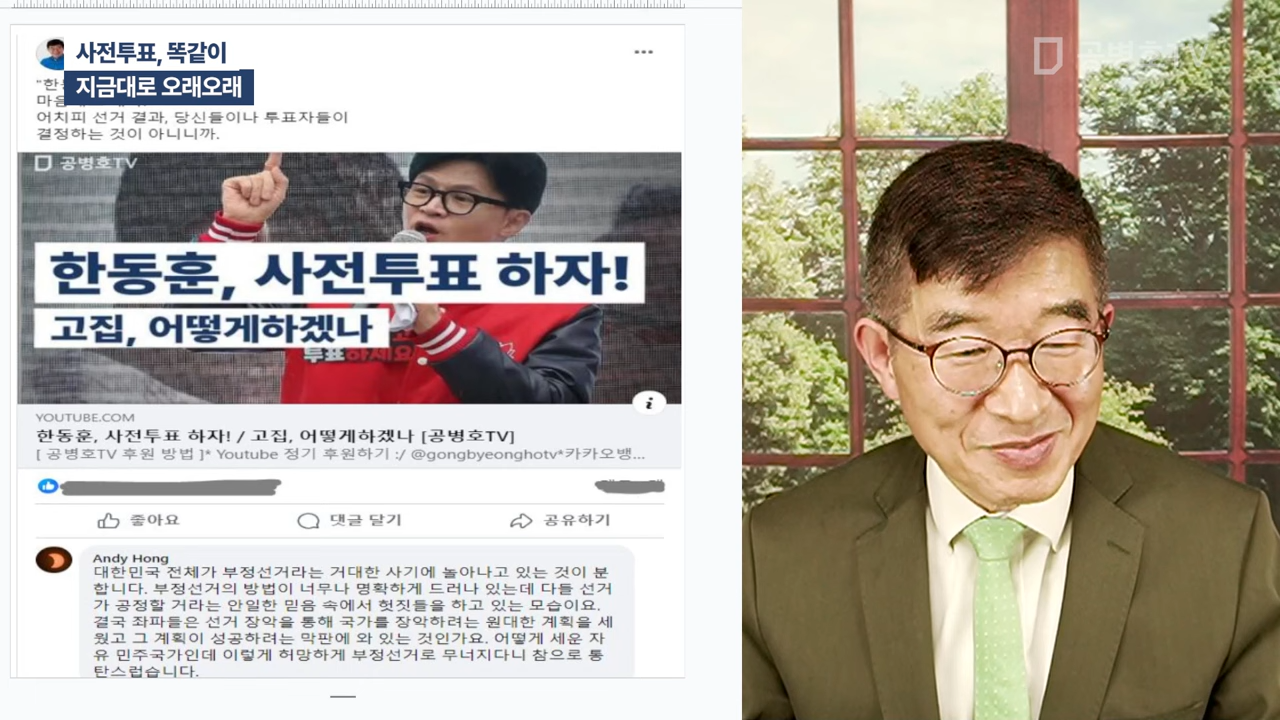 사전투표, 똑같이
지금대로 오래오래
"한
마음
어치피 선거 결과, 당신들이나 투표자들이
결정하는 것이 아니니까.
공병호TV
한동훈, 사전투표 하자!
고집, 어떻게하겠나
투표하세요
YOUTUBE.COM
한동훈, 사전투표 하자! / 고집, 어떻게하겠나 [공병호TV]
[ 공병호TV 후원 방법 ]* Youtube 정기 후원하기 :/ @gongbyeonghotv*카카오뱅...
좋아요 댓글 달기 공유하기
Andy Hong
대한민국 전체가 부정선거라는 거대한 사기에 놀아나고 있는 것이 분
합니다. 부정선거의 방법이 너무나 명확하게 드러나 있는데 다들 선거
가 공정할 거라는 안일한 믿음 속에서 헛짓들을 하고 있는 모습이요.
결국 좌파들은 선거 장악을 통해 국가를 장악하려는 원대한 계획을 세
웠고 그 계획이 성공하려는 막판에 와 있는 것인가요. 어떻게 세운 자
유 민주국가인데 이렇게 허망하게 부정선거로 무너지다니 참으로 통
탄스럽습니다.
공병호TV